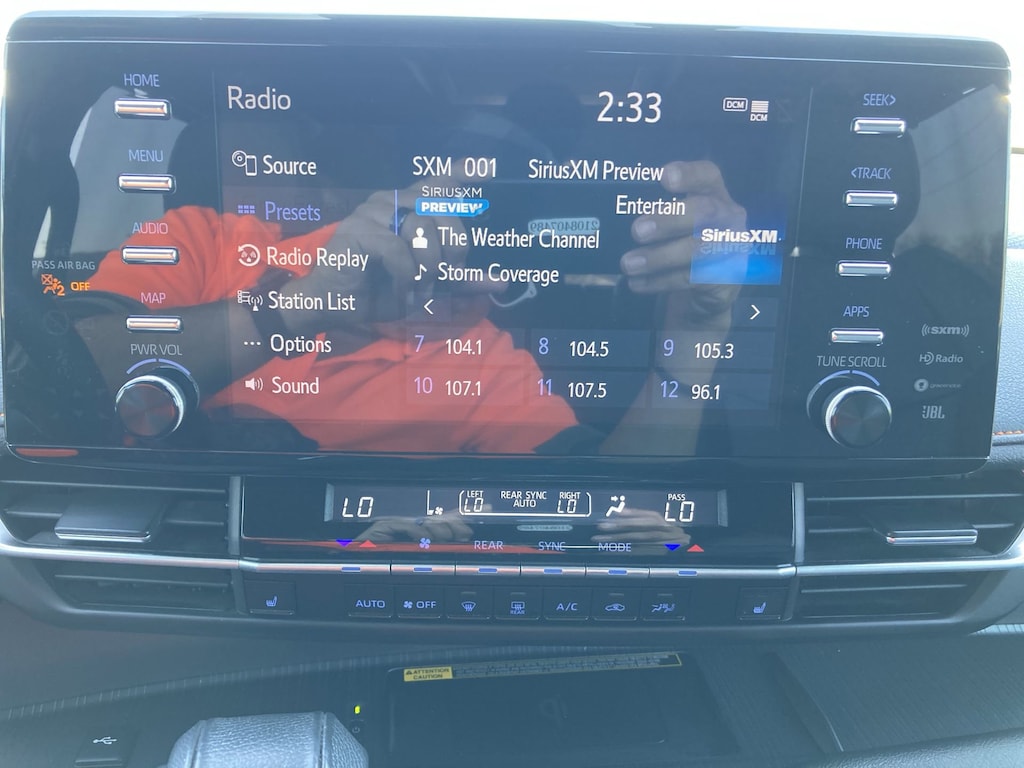 HOME
MENU
AUDIO
PASS AIR BAG
2 OFF
MAP
PWR VOL
Radio
2:33
DCM
DCM
Source
Presets
Radio Replay
Station List
Options
Sound
SXM 001
SiriusXM Preview
SIRIUSXM
PREVIEW
Entertain
The Weather Channel
Storm Coverage
SiriusXM
<
>
7 104.1
8 104.5
9 105.3
10 107.1
11 107.5
12 96.1
SEEK>
<TRACK
PHONE
APPS
TUNE SCROLL
((sxm))
HD Radio
gracenote
JBL
LO
LEFT
LO
REAR SYNC
AUTO
RIGHT
LO
PASS
LO
REAR
SYNC
MODE
AUTO
OFF
REAR
A/C
ATTENTION
CAUTION